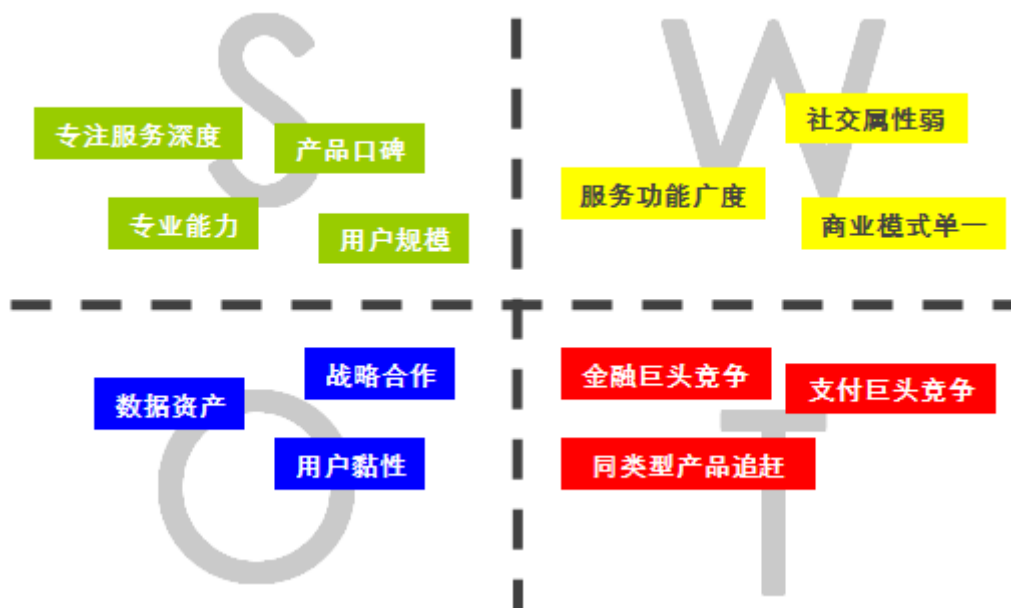 S
专注服务深度
产品口碑
专业能力
用户规模
W
社交属性弱
服务功能广度
商业模式单一
O
战略合作
数据资产
用户黏性
T
金融巨头竞争
支付巨头竞争
同类型产品追赶